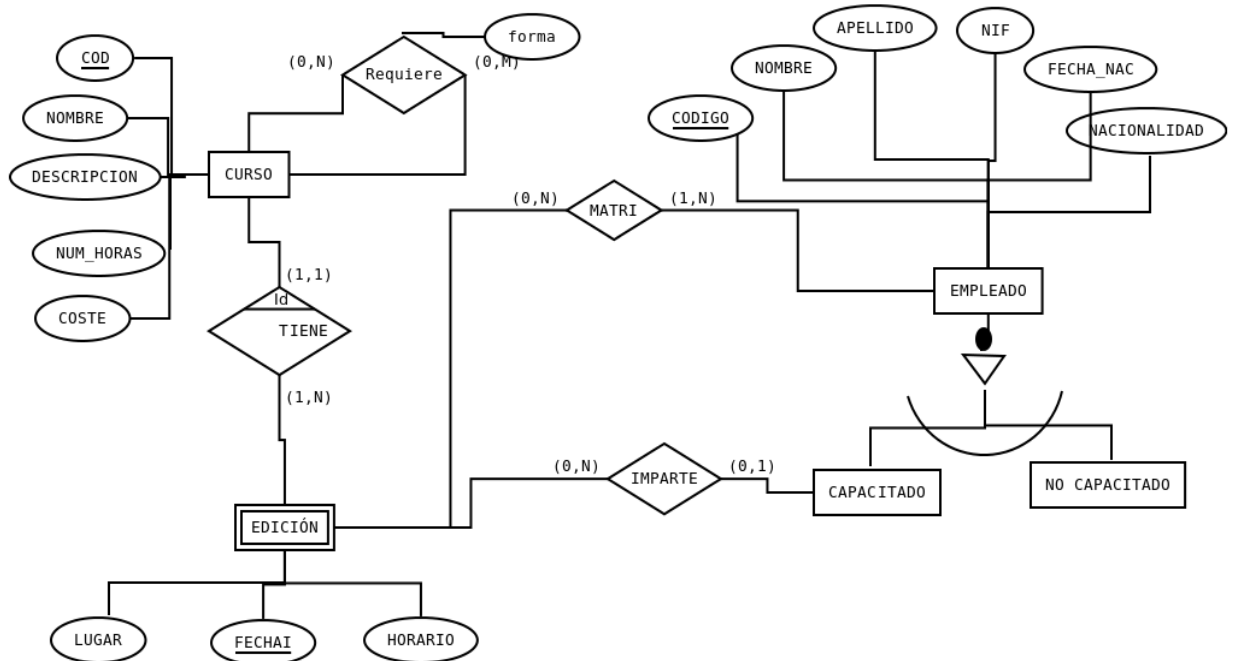 APELLIDO
NIF
forma
COD
(0,N)
Requiere
(0,M)
NOMBRE
FECHA_NAC
NOMBRE
CODIGO
NACIONALIDAD
DESCRIPCION
CURSO
(0,N)
MATRI
(1,N)
NUM_HORAS
(1,1)
Id
EMPLEADO
COSTE
TIENE
(1,N)
(0,N)
IMPARTE
(0,1)
CAPACITADO
NO CAPACITADO
EDICIÓN
LUGAR
FECHAI
HORARIO